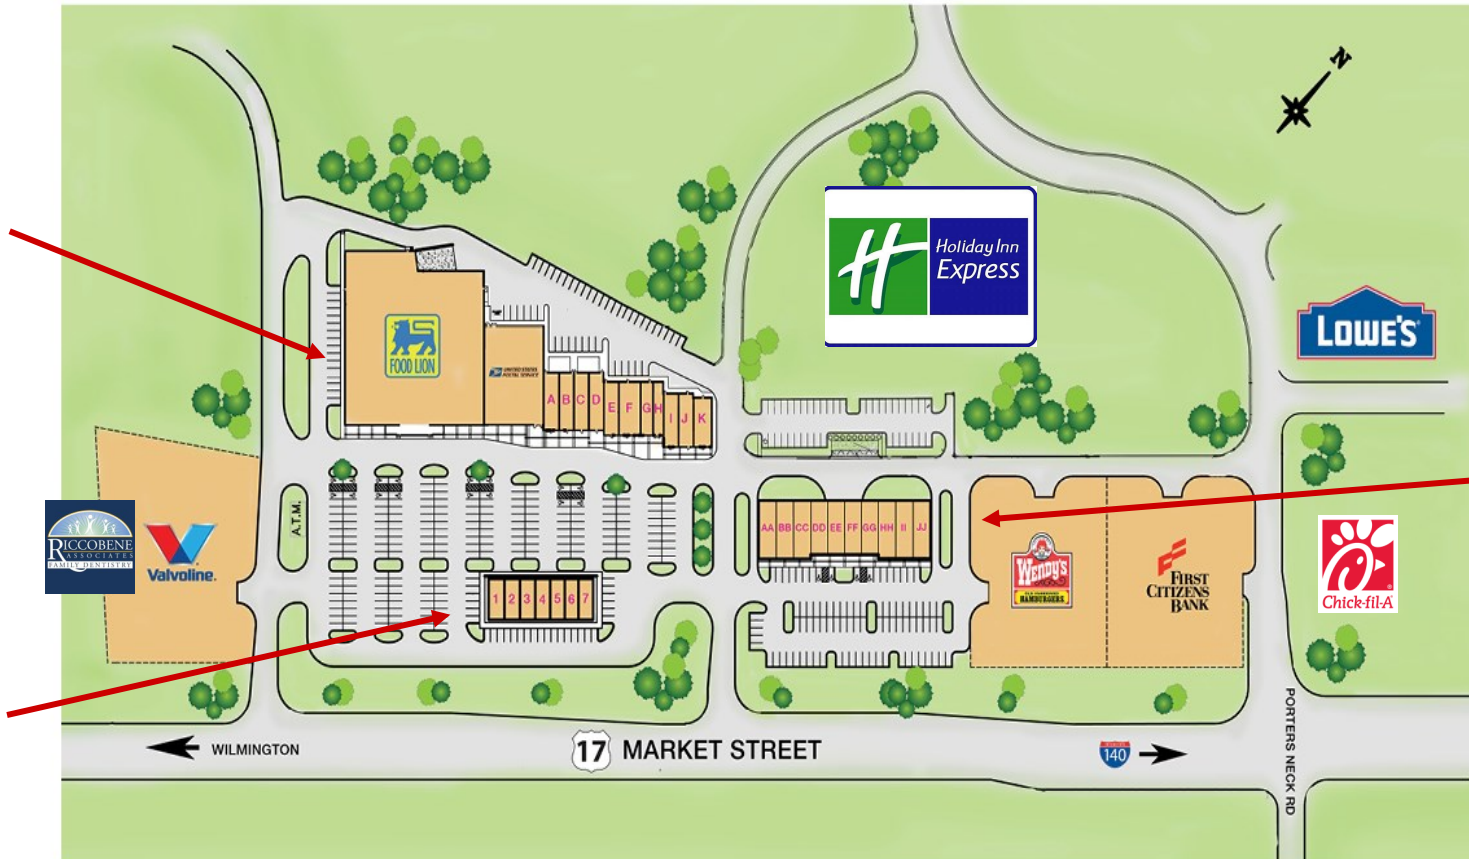 N
Holiday Inn
Express
LOWE'S
FOOD LION
UNITED STATES
POSTAL SERVICE
A B C D E F G H I J K
A.T.M.
RICCOBENE
ASSOCIATES
FAMILY DENTISTRY
Valvoline.
1 2 3 4 5 6 7
AA BB CC DD EE FF GG HH II JJ
WENDY'S
OLD FASHIONED
HAMBURGERS
FIRST
CITIZENS
BANK
Chick-fil-A
WILMINGTON
17 MARKET STREET
140
PORTERS NECK RD